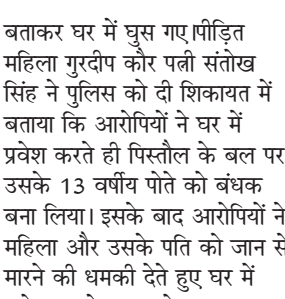 बताकर घर में घुस गए।पीड़ित
महिला गुरदीप कौर पत्नी संतोख
सिंह ने पुलिस को दी शिकायत में
बताया कि आरोपियों ने घर में
प्रवेश करते ही पिस्तौल के बल पर
उसके 13 वर्षीय पोते को बंधक
बना लिया। इसके बाद आरोपियों ने
महिला और उसके पति को जान से
मारने की धमकी देते हुए घर में